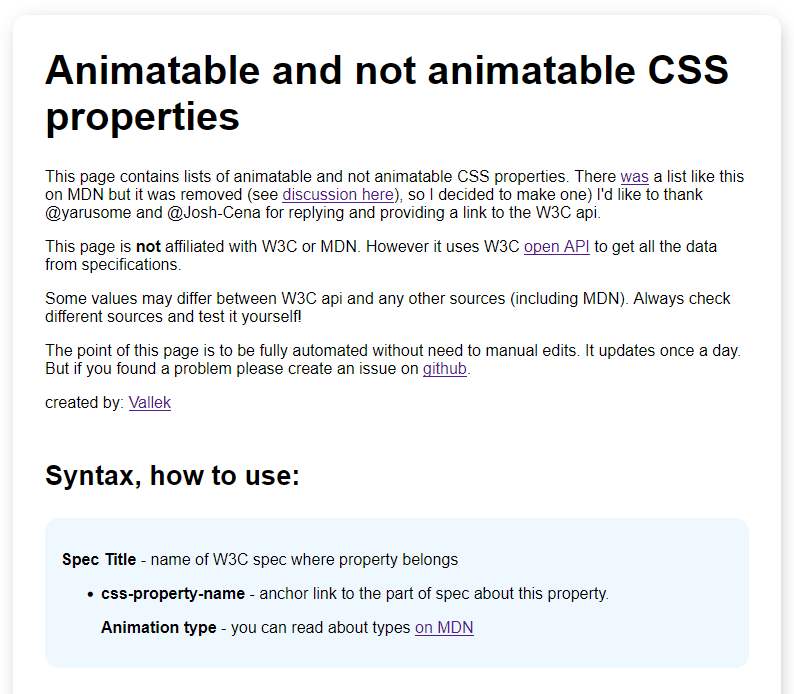 Animatable and not animatable CSS
properties
This page contains lists of animatable and not animatable CSS properties. There was a list like this
on MDN but it was removed (see discussion here), so I decided to make one) I'd like to thank
@yarusome and @Josh-Cena for replying and providing a link to the W3C api.
This page is not affiliated with W3C or MDN. However it uses W3C open API to get all the data
from specifications.
Some values may differ between W3C api and any other sources (including MDN). Always check
different sources and test it yourself!
The point of this page is to be fully automated without need to manual edits. It updates once a day.
But if you found a problem please create an issue on github.
created by: Vallek
Syntax, how to use:
Spec Title - name of W3C spec where property belongs
• css-property-name - anchor link to the part of spec about this property.
Animation type - you can read about types on MDN